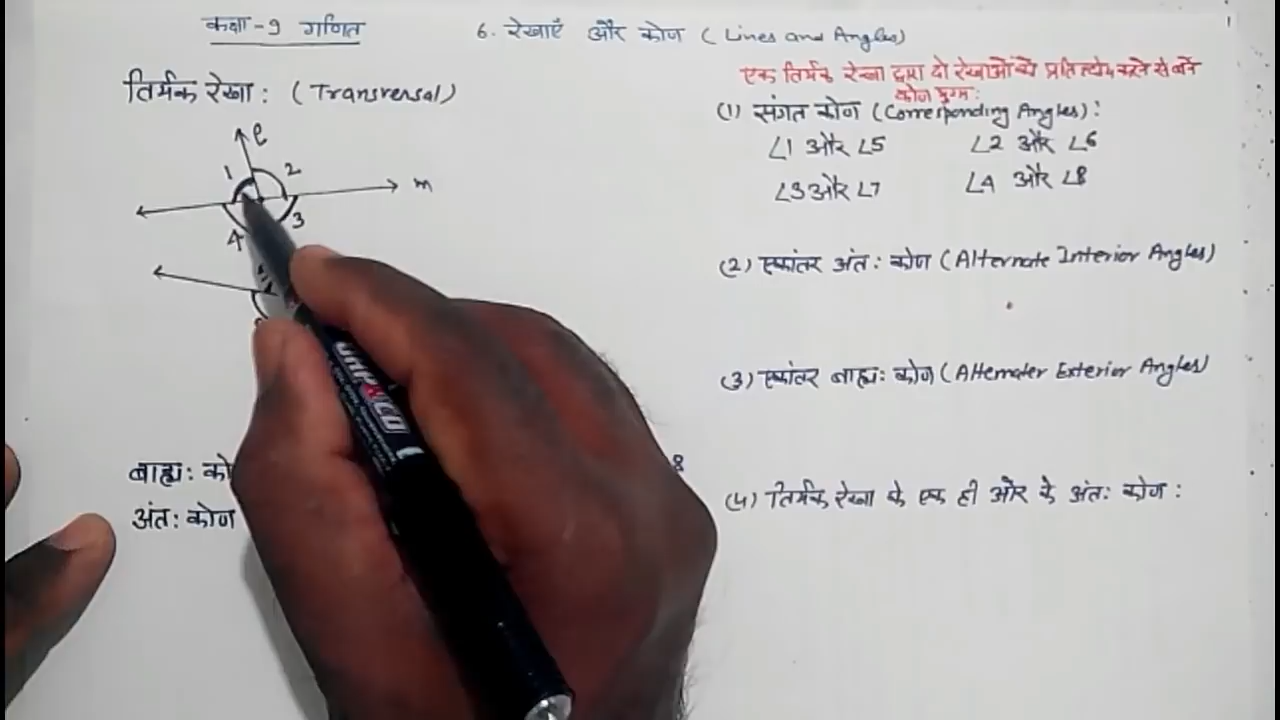 कक्षा-9 गणित
6. रेखाएँ और कोण (Lines and Angles)
तिर्यक रेखा: (Transversal)
l
1
2
m
4
3
बाह्य: को
8
अंत: कोण
एक तिर्यक रेखा द्वारा दो रेखाओं को प्रतिच्छेद करने से बने
कोण युग्म:
(1) संगत कोण (Corresponding Angles):
∠1 और ∠5 ∠2 और ∠6
∠3 और ∠7 ∠4 और ∠8
(2) एकांतर अंत: कोण (Alternate Interior Angles)
(3) एकांतर बाह्य: कोण (Alternater Exterior Angles)
(4) तिर्यक रेखा के एक ही ओर के अंत: कोण: